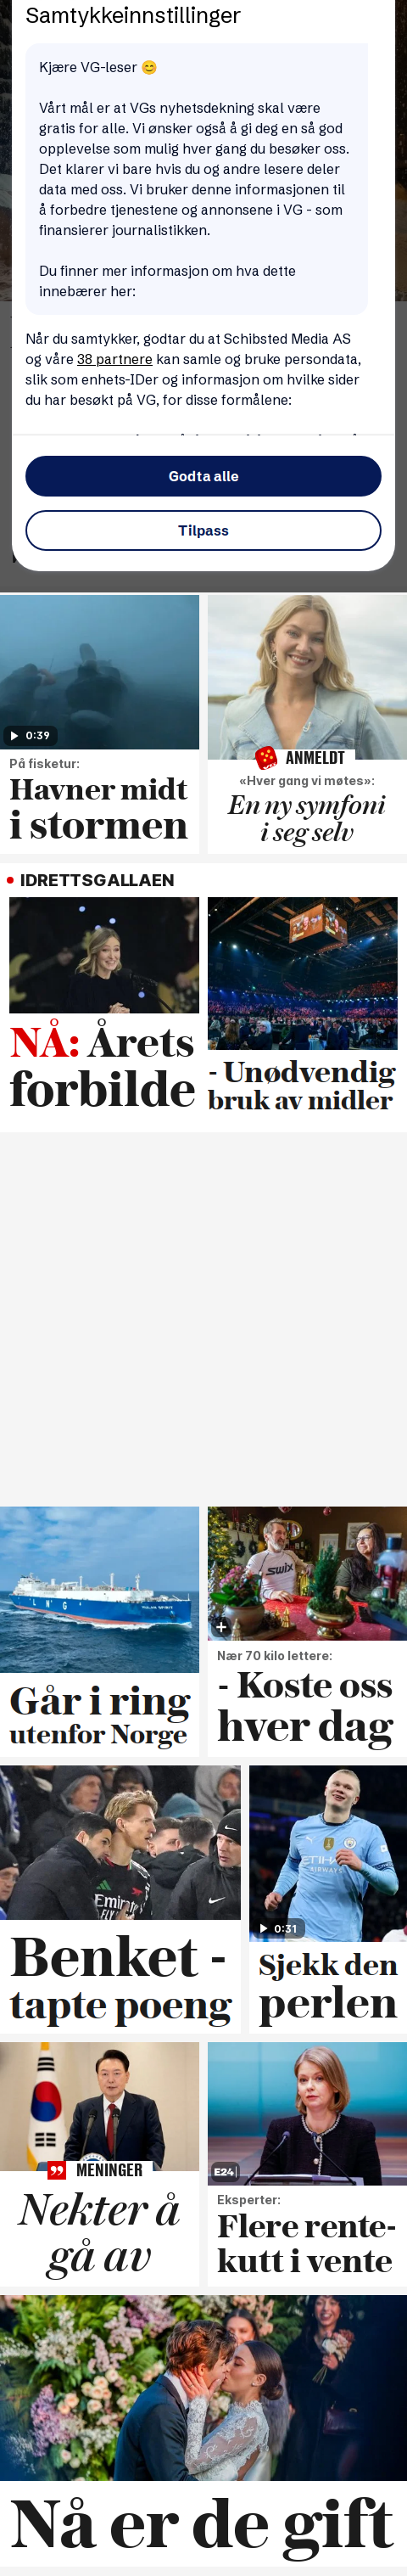 Samtykkeinnstillinger
Kjære VG-leser 😊
Vårt mål er at VGs nyhetsdekning skal være
gratis for alle. Vi ønsker også å gi deg en så god
opplevelse som mulig hver gang du besøker oss.
Det klarer vi bare hvis du og andre lesere deler
data med oss. Vi bruker denne informasjonen til
å forbedre tjenestene og annonsene i VG - som
finansierer journalistikken.
Du finner mer informasjon om hva dette
innebærer her:
Når du samtykker, godtar du at Schibsted Media AS
og våre 38 partnere kan samle og bruke persondata,
slik som enhets-IDer og informasjon om hvilke sider
du har besøkt på VG, for disse formålene:
Godta alle
Tilpass
0:39
På fisketur:
Havner midt
i stormen
ANMELDT
«Hver gang vi møtes»:
En ny symfoni
i seg selv
IDRETTSGALLAEN
NÅ: Årets
forbilde
- Unødvendig
bruk av midler
LNG
Går i ring
utenfor Norge
SWIX
Nær 70 kilo lettere:
- Koste oss
hver dag
Emirates
Benket -
tapte poeng
ETIHAD
AIRWAYS
0:31
Sjekk den
perlen
MENINGER
Nekter å
gå av
E24
Eksperter:
Flere rente-
kutt i vente
Nå er de gift